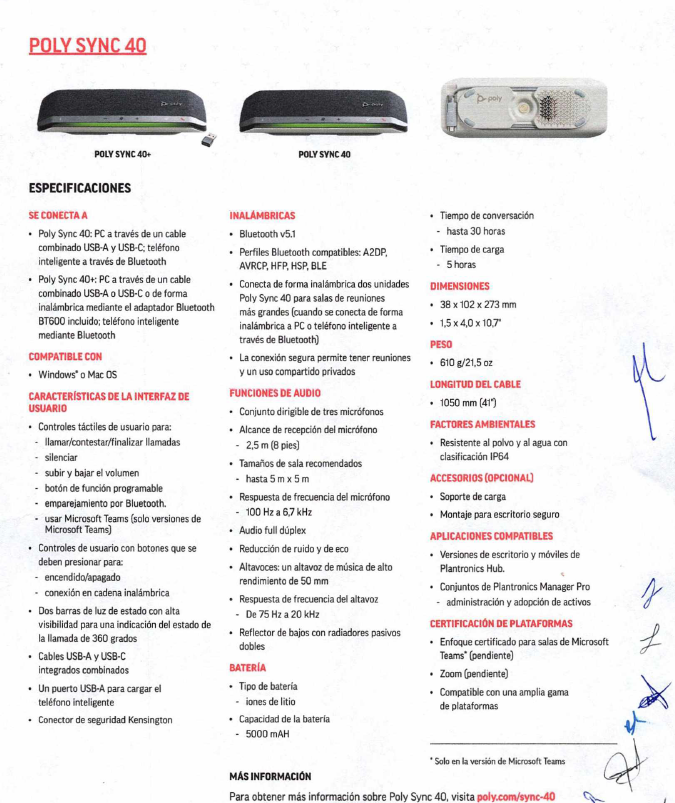 POLY SYNC 40
poly
poly
poly
POLY SYNC 40+
POLY SYNC 40
ESPECIFICACIONES
SE CONECTA A
• Poly Sync 40: PC a través de un cable
combinado USB-A y USB-C; teléfono
inteligente a través de Bluetooth
• Poly Sync 40+: PC a través de un cable
combinado USB-A o USB-C o de forma
inalámbrica mediante el adaptador Bluetooth
BT600 incluido; teléfono inteligente
mediante Bluetooth
COMPATIBLE CON
• Windows* o Mac OS
CARACTERÍSTICAS DE LA INTERFAZ DE
USUARIO
• Controles táctiles de usuario para:
- llamar/contestar/finalizar llamadas
- silenciar
- subir y bajar el volumen
- botón de función programable
- emparejamiento por Bluetooth.
- usar Microsoft Teams (solo versiones de
Microsoft Teams)
• Controles de usuario con botones que se
deben presionar para:
- encendido/apagado
- conexión en cadena inalámbrica
• Dos barras de luz de estado con alta
visibilidad para una indicación del estado de
la llamada de 360 grados
• Cables USB-A y USB-C
integrados combinados
• Un puerto USB-A para cargar el
teléfono inteligente
• Conector de seguridad Kensington
INALÁMBRICAS
• Bluetooth v5.1
• Perfiles Bluetooth compatibles: A2DP,
AVRCP, HFP, HSP, BLE
• Conecta de forma inalámbrica dos unidades
Poly Sync 40 para salas de reuniones
más grandes (cuando se conecta de forma
inalámbrica a PC o teléfono inteligente a
través de Bluetooth)
• La conexión segura permite tener reuniones
y un uso compartido privados
FUNCIONES DE AUDIO
• Conjunto dirigible de tres micrófonos
• Alcance de recepción del micrófono
- 2,5 m (8 pies)
• Tamaños de sala recomendados
- hasta 5 m x 5 m
• Respuesta de frecuencia del micrófono
- 100 Hz a 6,7 kHz
• Audio full dúplex
• Reducción de ruido y de eco
• Altavoces: un altavoz de música de alto
rendimiento de 50 mm
• Respuesta de frecuencia del altavoz
- De 75 Hz a 20 kHz
• Reflector de bajos con radiadores pasivos
dobles
BATERÍA
• Tipo de batería
- iones de litio
• Capacidad de la batería
- 5000 mAH
• Tiempo de conversación
- hasta 30 horas
• Tiempo de carga
- 5 horas
DIMENSIONES
• 38 x 102 x 273 mm
• 1,5 x 4,0 x 10,7"
PESO
• 610 g/21,5 oz
LONGITUD DEL CABLE
• 1050 mm (41")
FACTORES AMBIENTALES
• Resistente al polvo y al agua con
clasificación IP64
ACCESORIOS (OPCIONAL)
• Soporte de carga
• Montaje para escritorio seguro
APLICACIONES COMPATIBLES
• Versiones de escritorio y móviles de
Plantronics Hub.
• Conjuntos de Plantronics Manager Pro
- administración y adopción de activos
CERTIFICACIÓN DE PLATAFORMAS
• Enfoque certificado para salas de Microsoft
Teams* (pendiente)
• Zoom (pendiente)
• Compatible con una amplia gama
de plataformas
* Solo en la versión de Microsoft Teams
MÁS INFORMACIÓN
Para obtener más información sobre Poly Sync 40, visita poly.com/sync-40